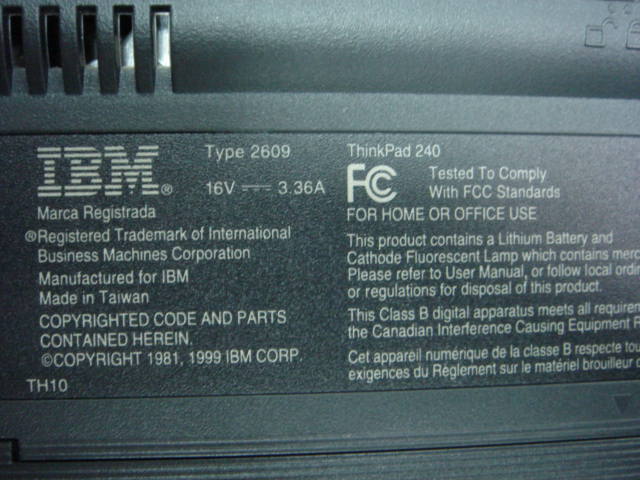 IBM®
Type 2609
16V 3.36A
Marca Registrada
®Registered Trademark of International
Business Machines Corporation
Manufactured for IBM
Made in Taiwan
COPYRIGHTED CODE AND PARTS
CONTAINED HEREIN.
©COPYRIGHT 1981, 1999 IBM CORP.
TH10
ThinkPad 240
FC Tested To Comply
With FCC Standards
FOR HOME OR OFFICE USE
This product contains a Lithium Battery and
Cathode Fluorescent Lamp which contains
Please refer to User Manual, or follow local
or regulations for disposal of this product.
This Class B digital apparatus meets all
the Canadian Interference Causing Equipment
Cet appareil numérique de la classe B respecte
exigences du Règlement sur le matériel brouilleur